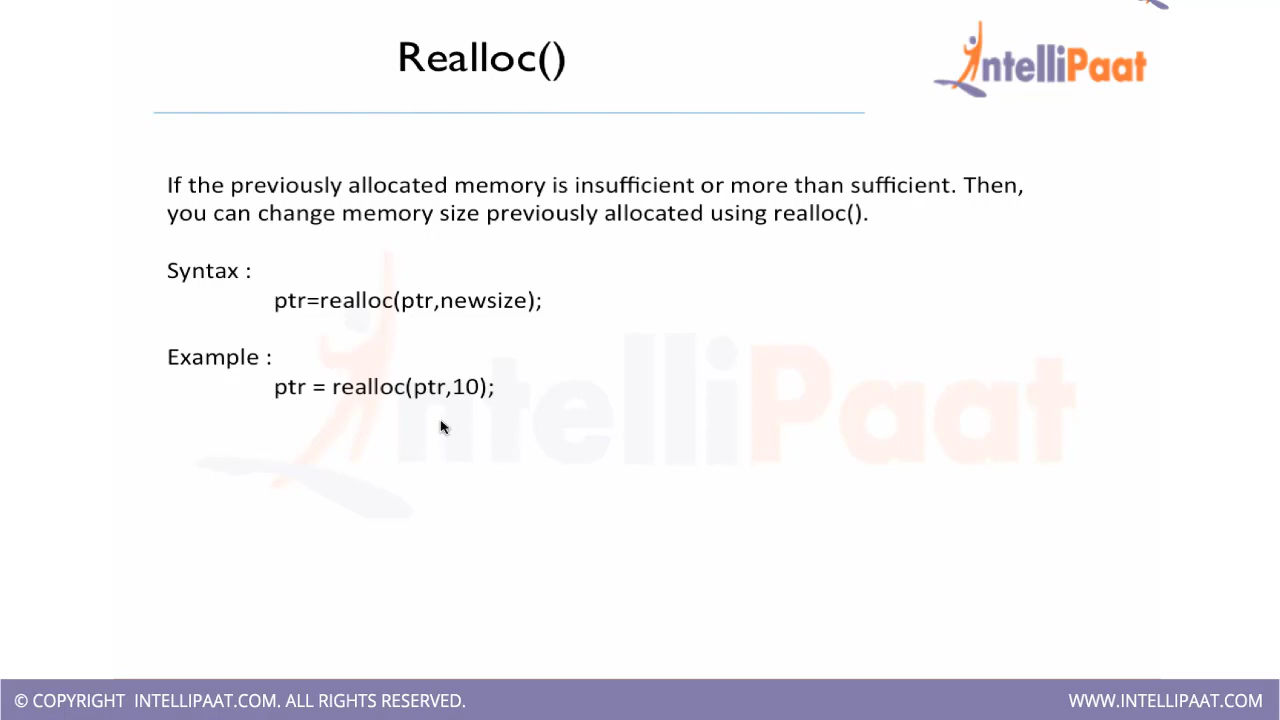 Realloc()
IntelliPaat
If the previously allocated memory is insufficient or more than sufficient. Then,
you can change memory size previously allocated using realloc().
Syntax :
ptr=realloc(ptr,newsize);
Example :
ptr = realloc(ptr,10);
IntelliPaat
© COPYRIGHT INTELLIPAAT.COM. ALL RIGHTS RESERVED.
WWW.INTELLIPAAT.COM